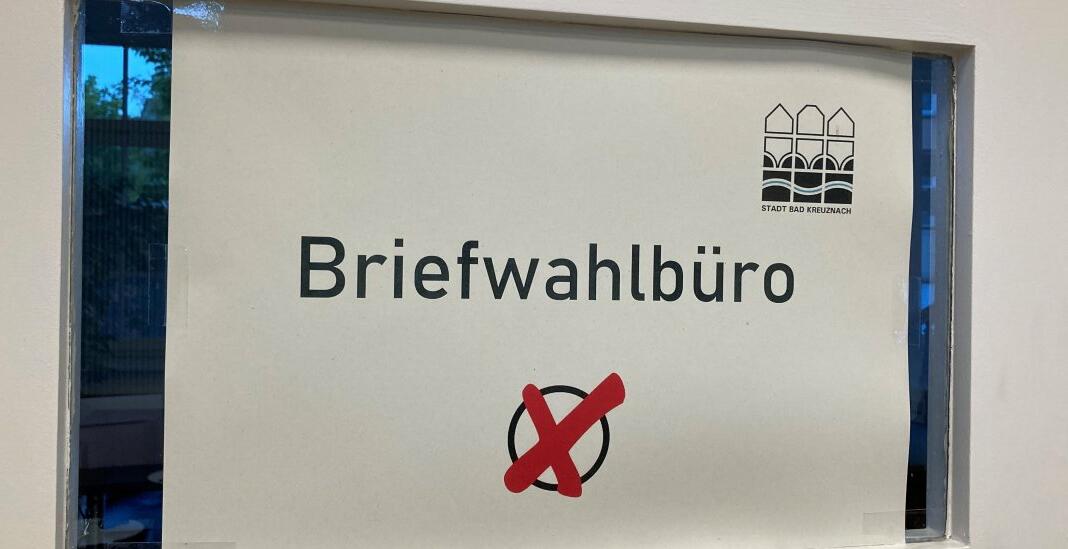 STADT BAD KREUZNACH
Briefwahlbüro